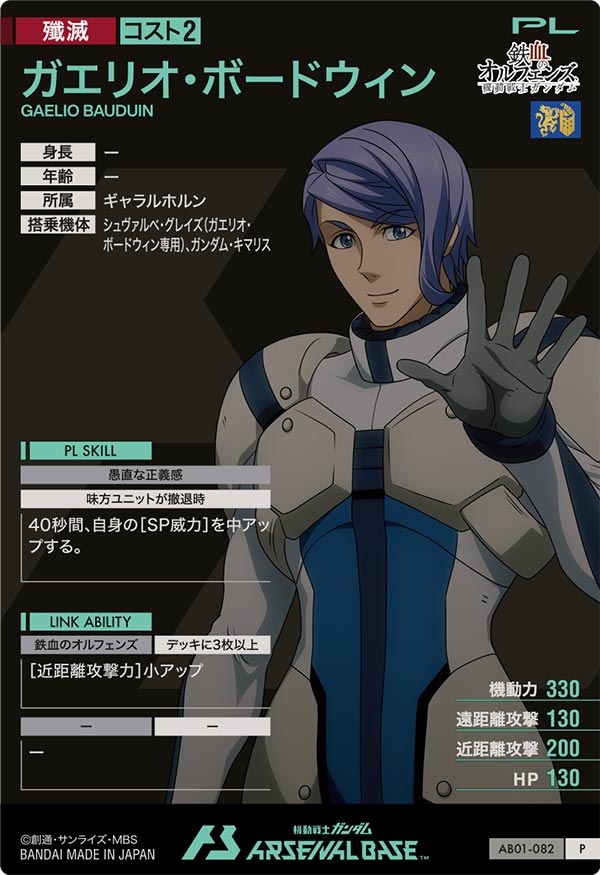 殲滅 コスト2 PL
ガエリオ・ボードウィン
GAELIO BAUDUIN
鉄血の
オルフェンズ
機動戦士ガンダム
身長 ー
年齢 ー
所属 ギャラルホルン
搭乗機体 シュヴァルベ・グレイズ(ガエリオ・
ボードウィン専用)、ガンダム・キマリス
PL SKILL
愚直な正義感
味方ユニットが撤退時
40秒間、自身の[SP威力]を中アッ
プする。
LINK ABILITY
鉄血のオルフェンズ デッキに3枚以上
[近距離攻撃力]小アップ
ー ー
ー
機動力 330
遠距離攻撃 130
近距離攻撃 200
HP 130
©創通・サンライズ・MBS
BANDAI MADE IN JAPAN
機動戦士ガンダム
AB ARSENAL BASE™
AB01-082 P